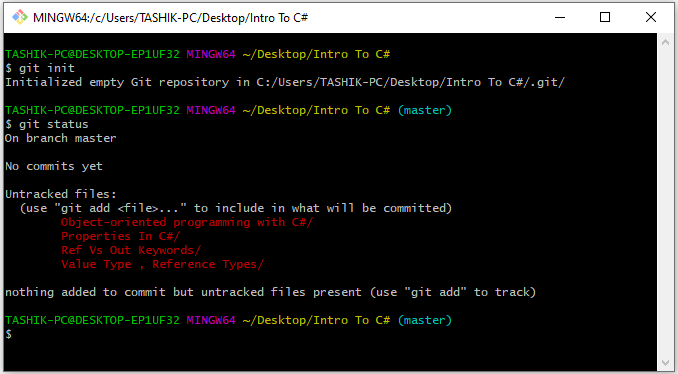 MINGW64:/c/Users/TASHIK-PC/Desktop/Intro To C#
TASHIK-PC@DESKTOP-EP1UF32 MINGW64 ~/Desktop/Intro To C#
$ git init
Initialized empty Git repository in C:/Users/TASHIK-PC/Desktop/Intro To C#/.git/
TASHIK-PC@DESKTOP-EP1UF32 MINGW64 ~/Desktop/Intro To C# (master)
$ git status
On branch master
No commits yet
Untracked files:
(use "git add <file>..." to include in what will be committed)
Object-oriented programming with C#/
Properties In C#/
Ref Vs Out Keywords/
Value Type , Reference Types/
nothing added to commit but untracked files present (use "git add" to track)
TASHIK-PC@DESKTOP-EP1UF32 MINGW64 ~/Desktop/Intro To C# (master)
$